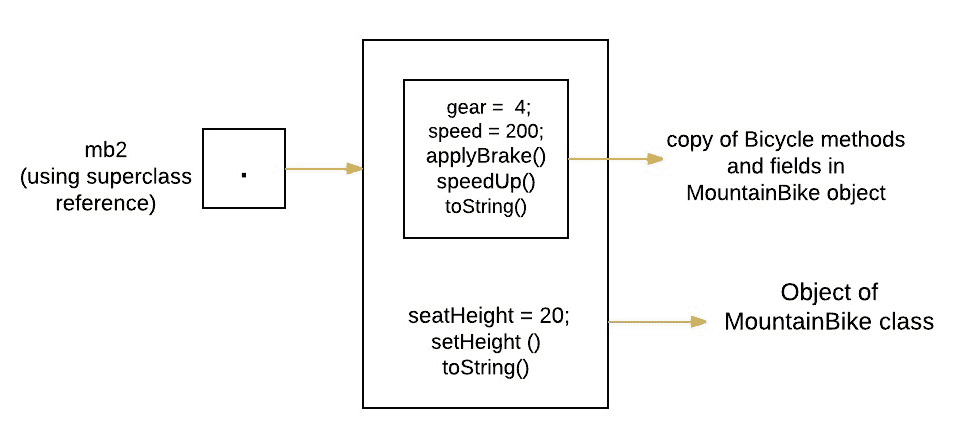 mb2
(using superclass
reference)
.
gear =  4;
speed = 200;
applyBrake()
speedUp()
toString()
copy of Bicycle methods
and fields in
MountainBike object
seatHeight = 20;
setHeight ()
toString()
Object of
MountainBike class